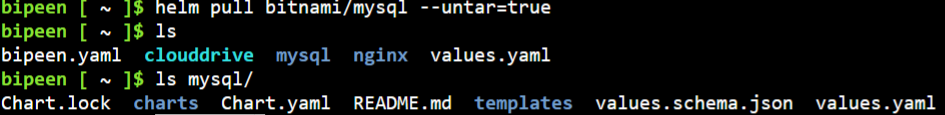 bipeen [ ~ ]$ helm pull bitnami/mysql --untar=true
bipeen [ ~ ]$ ls
bipeen.yaml  clouddrive  mysql  nginx  values.yaml
bipeen [ ~ ]$ ls mysql/
Chart.lock  charts  Chart.yaml  README.md  templates  values.schema.json  values.yaml